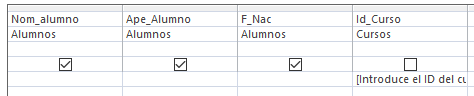 Nom_alumno Ape_Alumno F_Nac Id_Curso
Alumnos Alumnos Alumnos Cursos
[Introduce el ID del cu